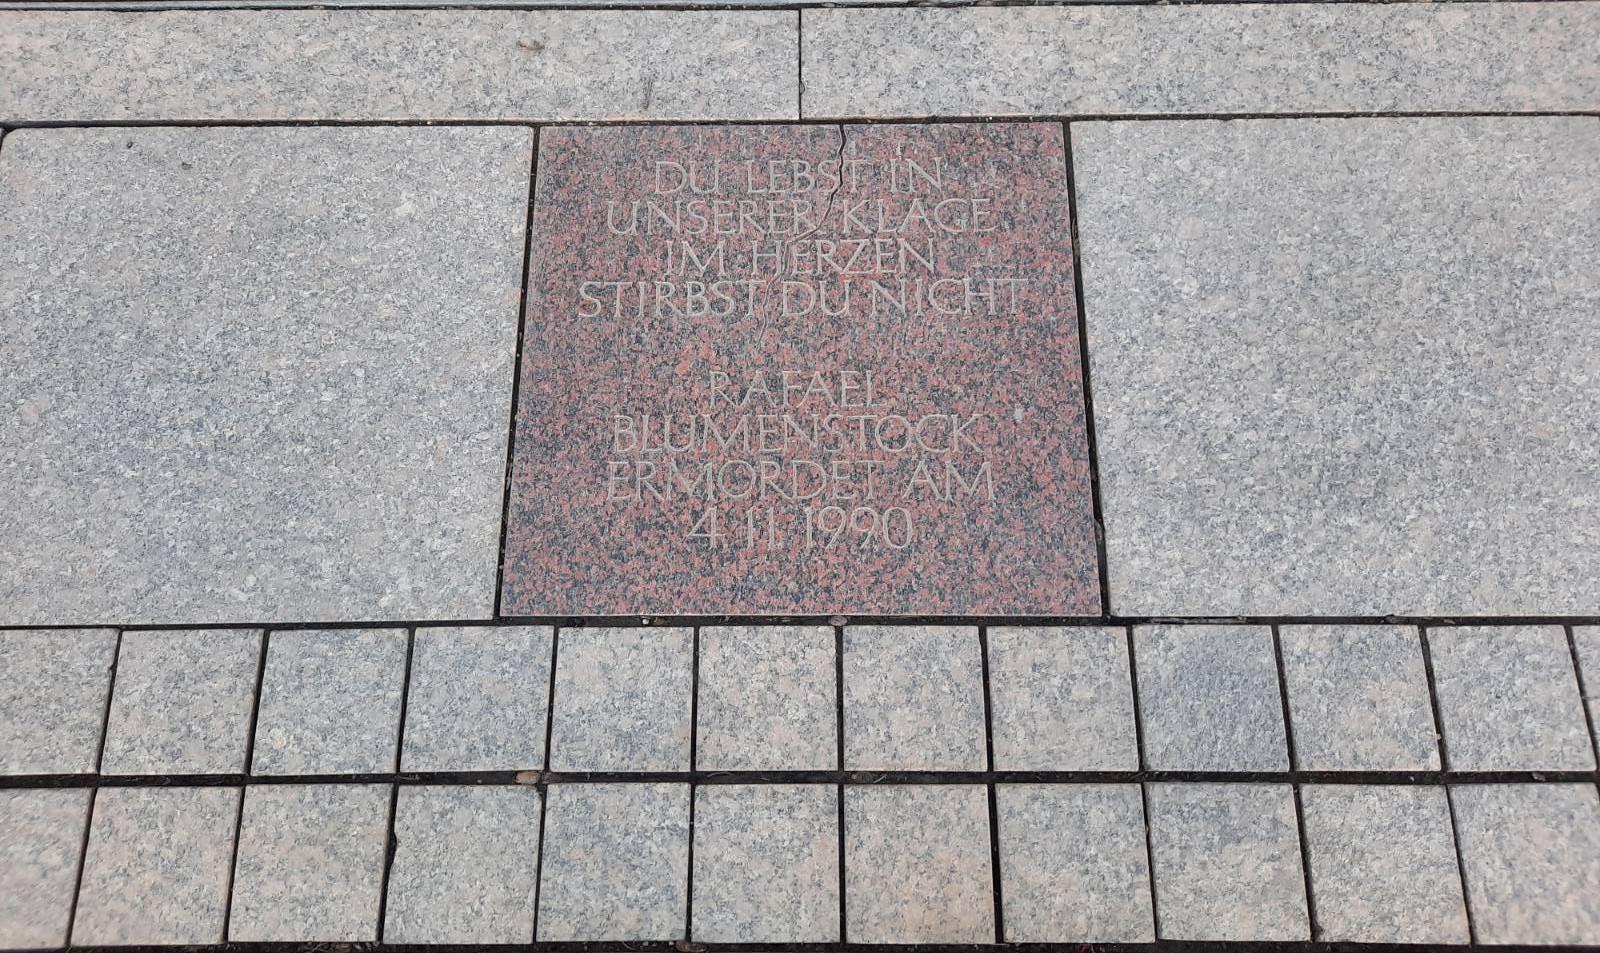 DU LEBST IN
UNSERER KLAGE
IM HERZEN
STIRBST DU NICHT
RAFAEL
BLUMENSTOCK
ERMORDET AM
4.11.1990